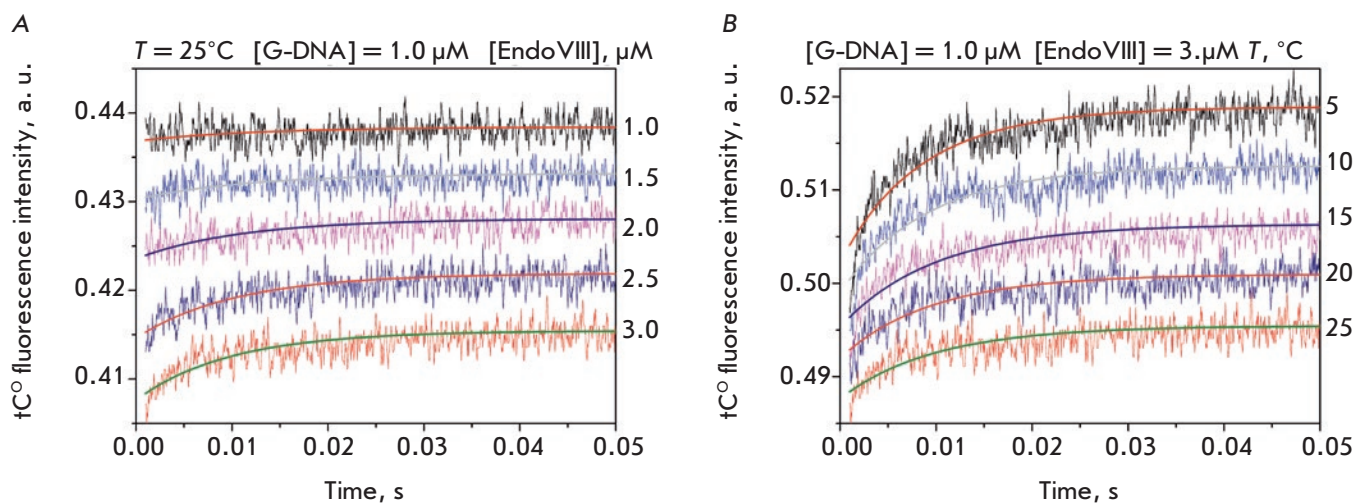 A
T = 25°C [G-DNA] = 1.0 µM [EndoVIII], µM
tCᴼ fluorescence intensity, a. u.
0.44
0.43
0.42
0.41
1.0
1.5
2.0
2.5
3.0
0.00 0.01 0.02 0.03 0.04 0.05
Time, s
B
[G-DNA] = 1.0 µM [EndoVIII] = 3.µM T, °C
tCᴼ fluorescence intensity, a. u.
0.52
0.51
0.50
0.49
5
10
15
20
25
0.00 0.01 0.02 0.03 0.04 0.05
Time, s